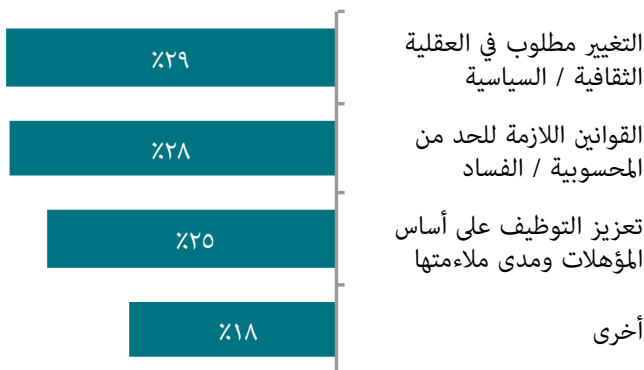 التغيير مطلوب في العقلية
الثقافية / السياسية
٪٢٩
القوانين اللازمة للحد من
المحسوبية / الفساد
٪٢٨
تعزيز التوظيف على أساس
المؤهلات ومدى ملاءمتها
٪٢٥
أخرى
٪١٨